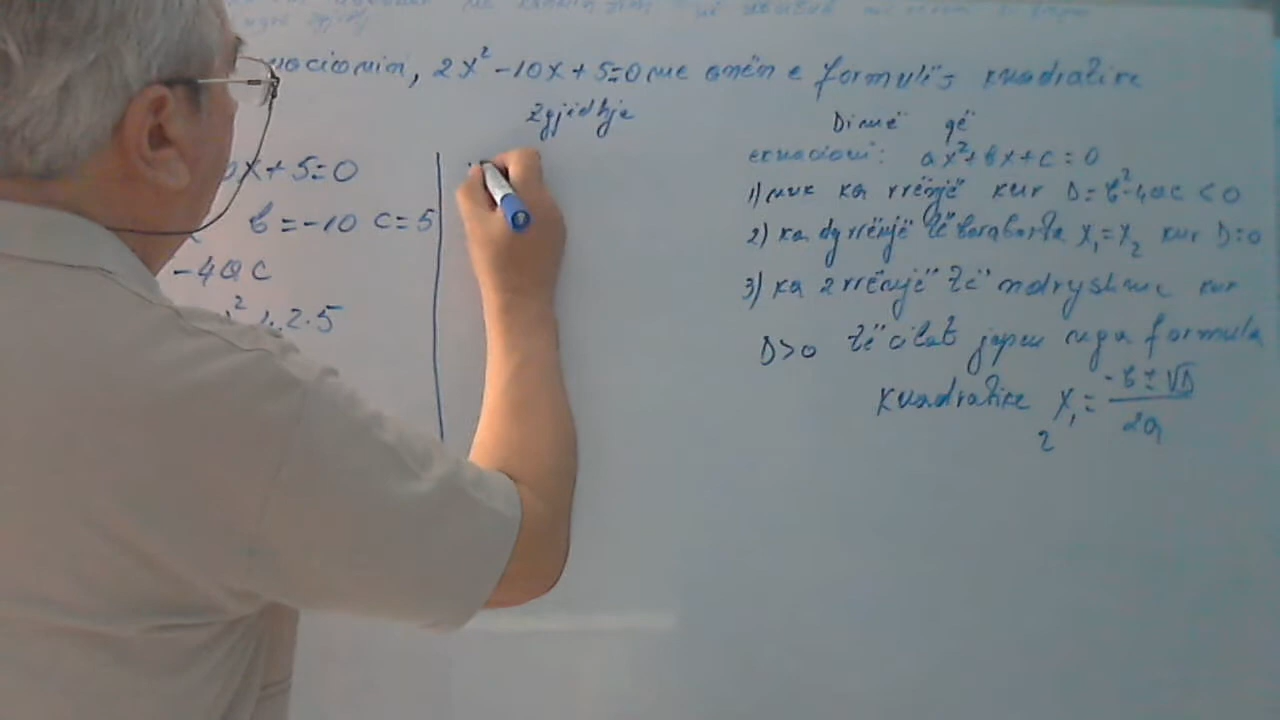 uacionin, 2x² -10x + 5=0 me anën e formulës kuadratike
Zgjidhje
0x + 5=0
b = -10 c = 5
-4ac
² 2.5
Dimë që
ekuacioni: ax²+bx+c = 0
1) nuk ka rrënjë kur D= b²-4ac < 0
2) ka dy rrënjë të barabarta x₁=x₂ kur D=0
3) ka 2 rrënjë të ndryshme kur
D>0 të cilat jepen nga formula
kuadratike x₁ = -b ± √D / 2a
2